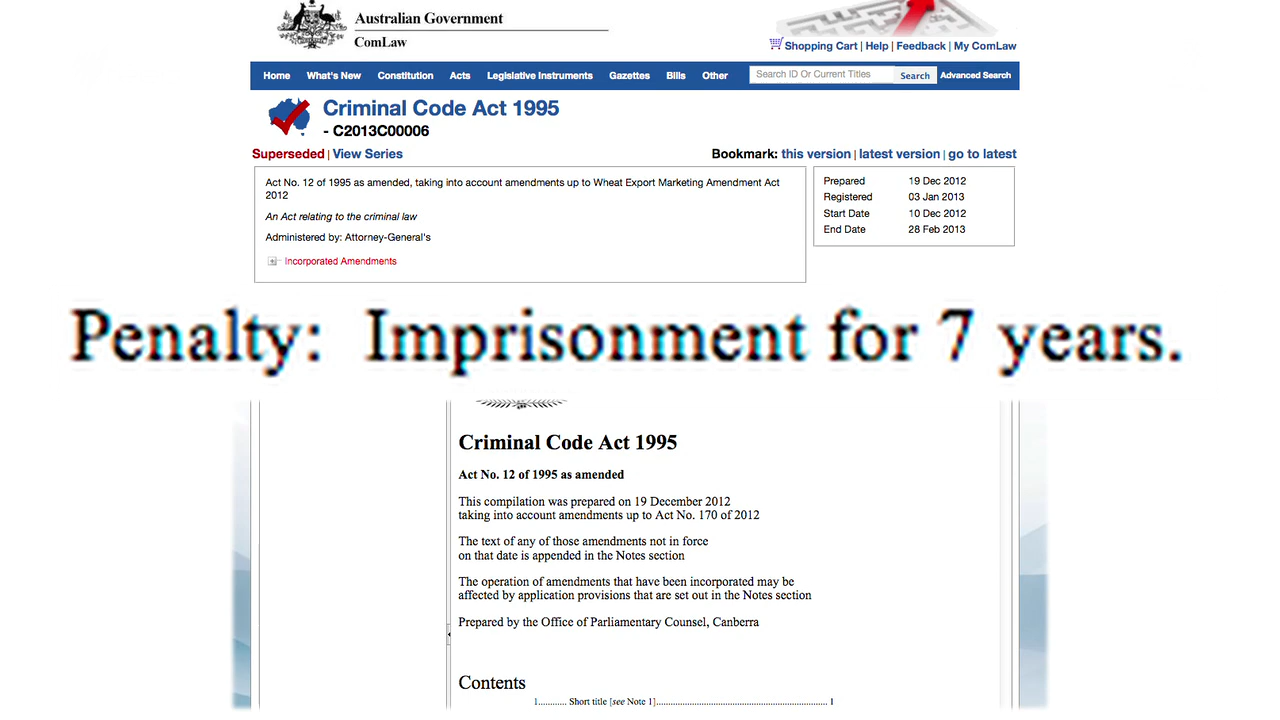 Australian Government
ComLaw
Shopping Cart | Help | Feedback | My ComLaw
Home What's New Constitution Acts Legislative Instruments Gazettes Bills Other Search ID Or Current Titles Search Advanced Search
Criminal Code Act 1995
- C2013C00006
Superseded | View Series
Bookmark: this version | latest version | go to latest
Act No. 12 of 1995 as amended, taking into account amendments up to Wheat Export Marketing Amendment Act
2012
An Act relating to the criminal law
Administered by: Attorney-General's
Incorporated Amendments
Prepared 19 Dec 2012
Registered 03 Jan 2013
Start Date 10 Dec 2012
End Date 28 Feb 2013
Penalty: Imprisonment for 7 years.
Criminal Code Act 1995
Act No. 12 of 1995 as amended
This compilation was prepared on 19 December 2012
taking into account amendments up to Act No. 170 of 2012
The text of any of those amendments not in force
on that date is appended in the Notes section
The operation of amendments that have been incorporated may be
affected by application provisions that are set out in the Notes section
Prepared by the Office of Parliamentary Counsel, Canberra
Contents
1............ Short title [see Note 1]............................................................. 1